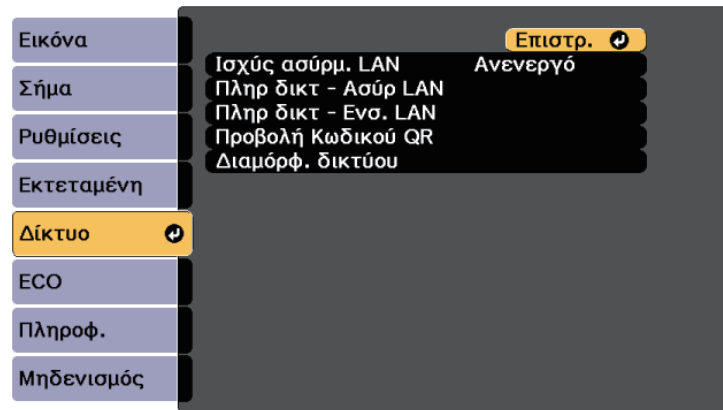 Εικόνα
Σήμα
Ρυθμίσεις
Εκτεταμένη
Δίκτυο
ECO
Πληροφ.
Μηδενισμός
Επιστρ.
Ισχύς ασύρμ. LAN Ανενεργό
Πληρ δικτ - Ασύρ LAN
Πληρ δικτ - Ενσ. LAN
Προβολή Κωδικού QR
Διαμόρφ. δικτύου